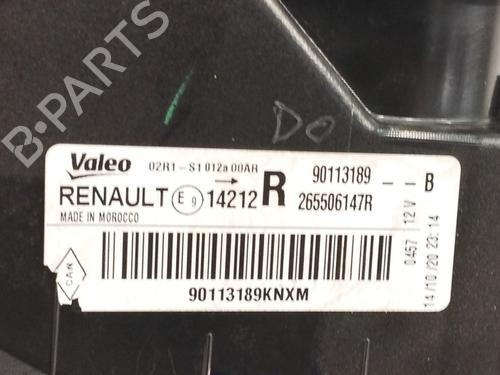 B-PARTS
DO
Valeo 02R1-S1 012a 00AR 90113189 - - B
RENAULT E9 14212 R 265506147R
MADE IN MOROCCO
CAN
0457 12 V
14/10/20 23:14
90113189KNXM